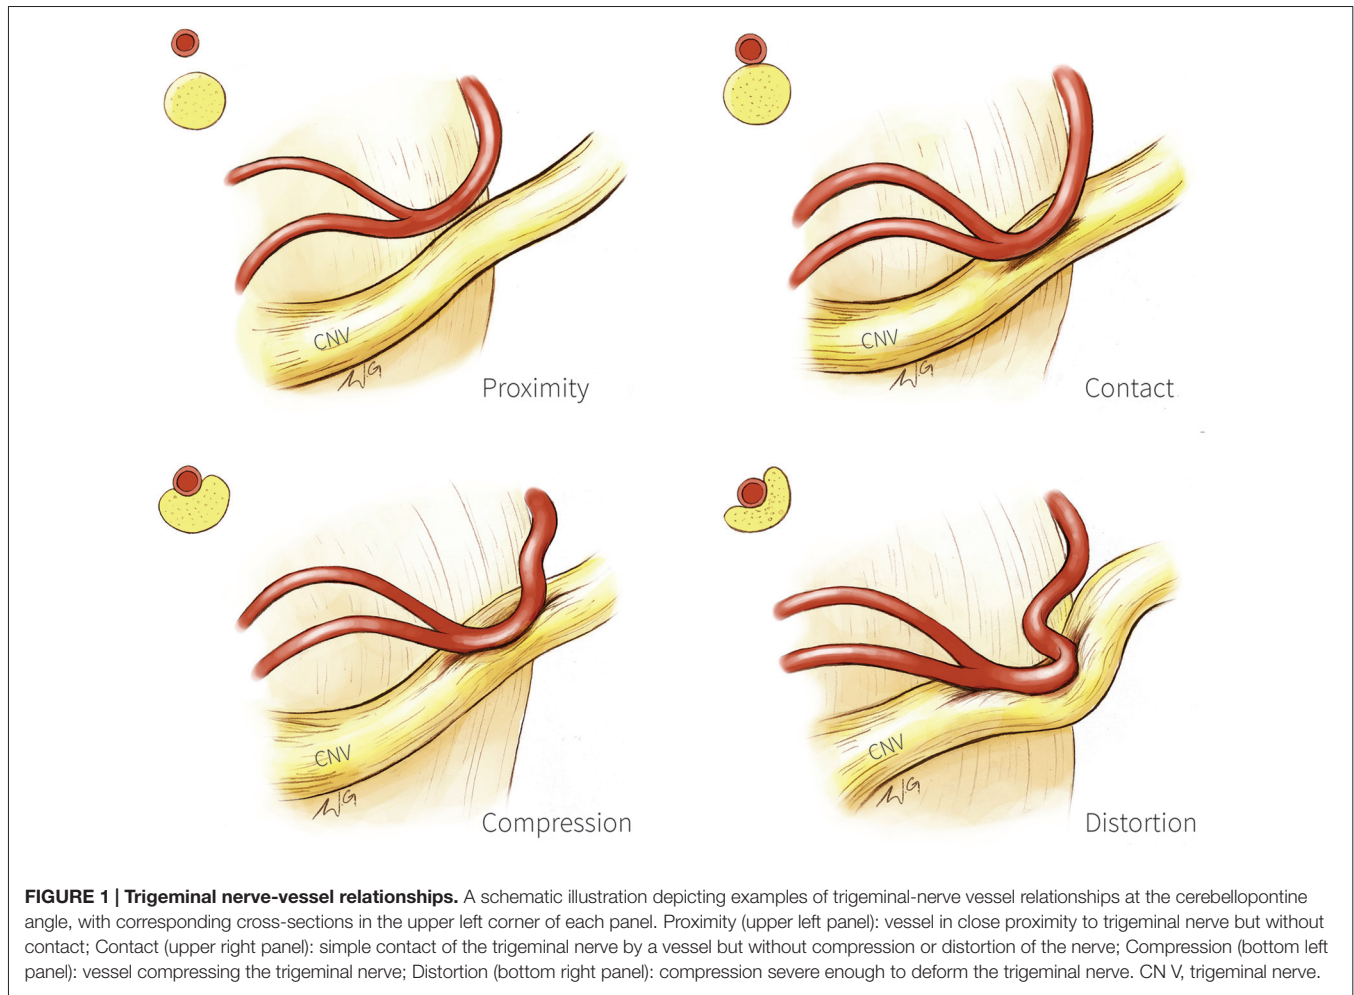 CNV
Proximity
CNV
Contact
CNV
Compression
CNV
Distortion
FIGURE 1 | Trigeminal nerve-vessel relationships. A schematic illustration depicting examples of trigeminal-nerve vessel relationships at the cerebellopontine
angle, with corresponding cross-sections in the upper left corner of each panel. Proximity (upper left panel): vessel in close proximity to trigeminal nerve but without
contact; Contact (upper right panel): simple contact of the trigeminal nerve by a vessel but without compression or distortion of the nerve; Compression (bottom left
panel): vessel compressing the trigeminal nerve; Distortion (bottom right panel): compression severe enough to deform the trigeminal nerve. CN V, trigeminal nerve.